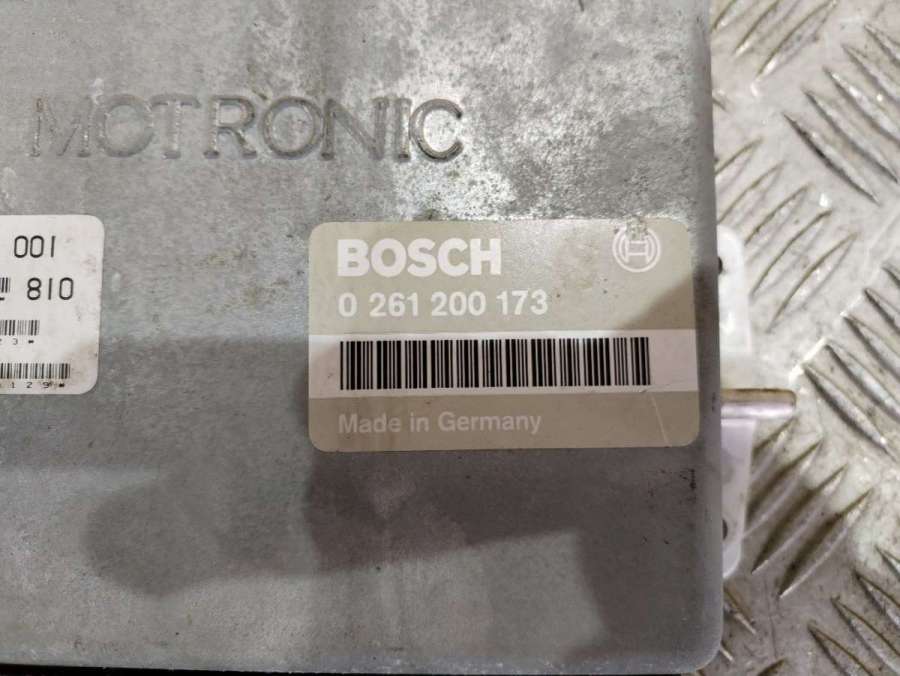 MOTRONIC
001
810
BOSCH
0 261 200 173
Made in Germany